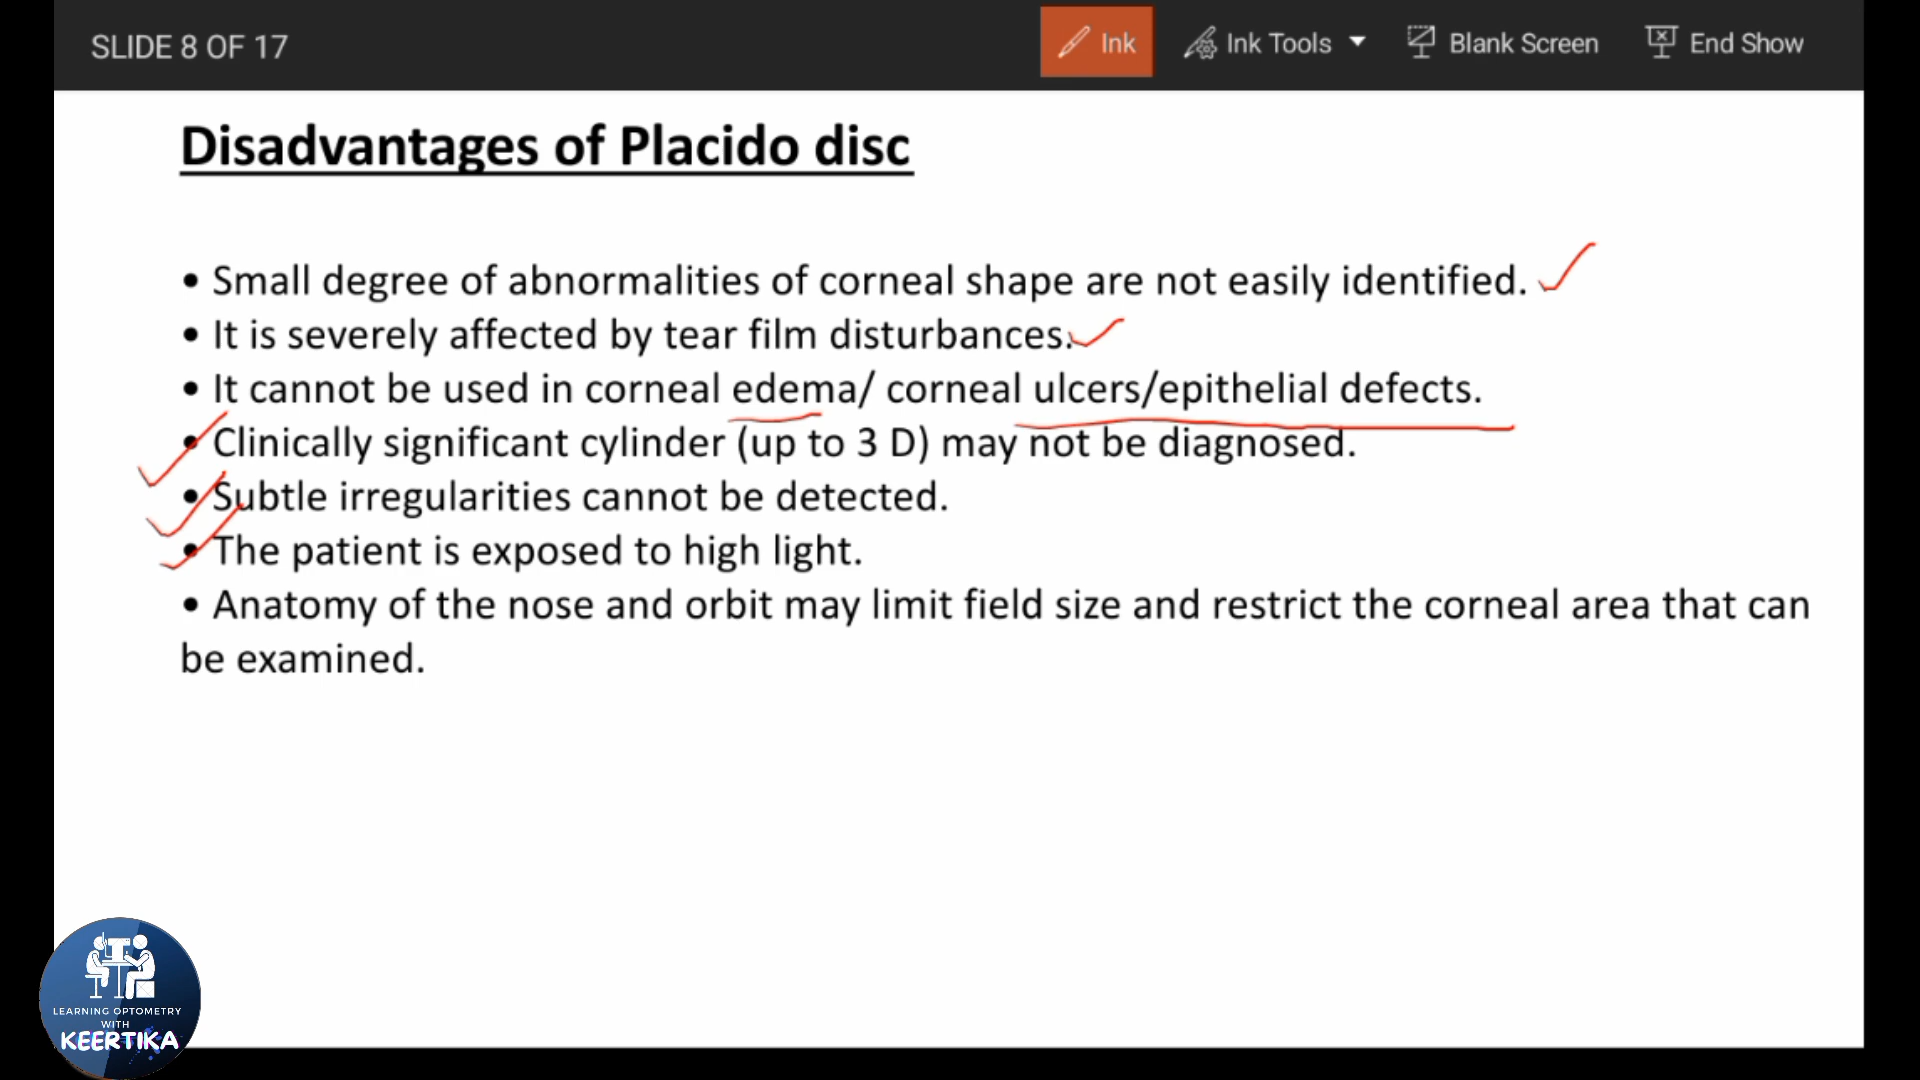 SLIDE 8 OF 17
Ink
Ink Tools
Blank Screen
End Show
Disadvantages of Placido disc
• Small degree of abnormalities of corneal shape are not easily identified.
• It is severely affected by tear film disturbances.
• It cannot be used in corneal edema/ corneal ulcers/epithelial defects.
• Clinically significant cylinder (up to 3 D) may not be diagnosed.
• Subtle irregularities cannot be detected.
• The patient is exposed to high light.
• Anatomy of the nose and orbit may limit field size and restrict the corneal area that can
be examined.
LEARNING OPTOMETRY
WITH
KEERTIKA